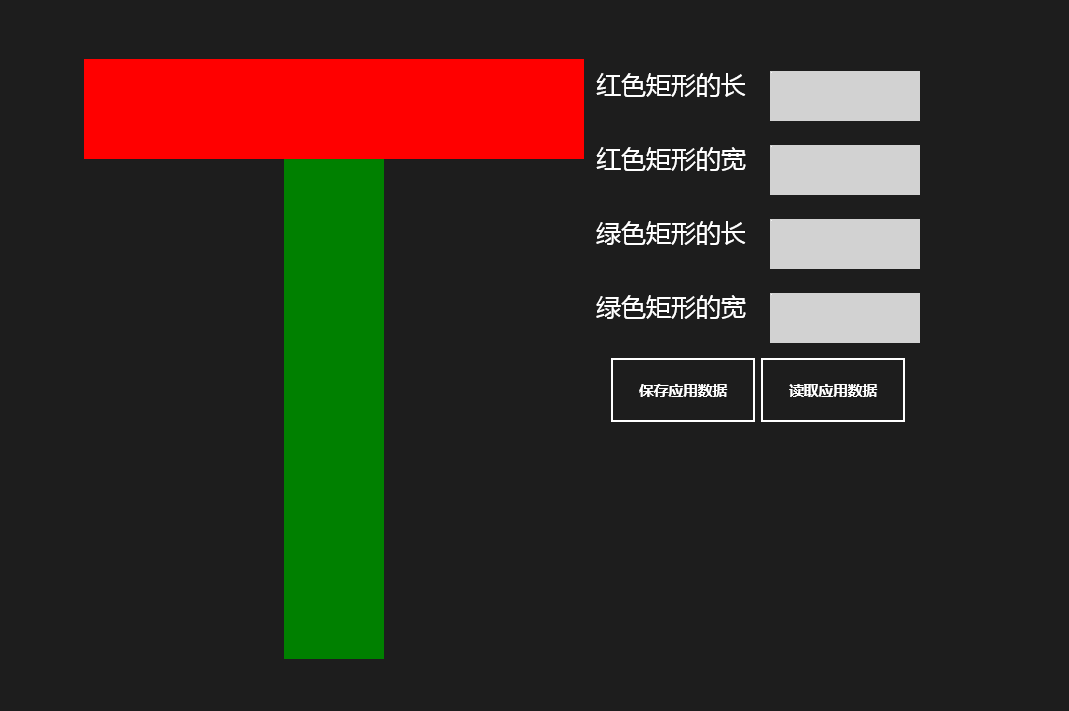 红色矩形的长
红色矩形的宽
绿色矩形的长
绿色矩形的宽
保存应用数据
读取应用数据